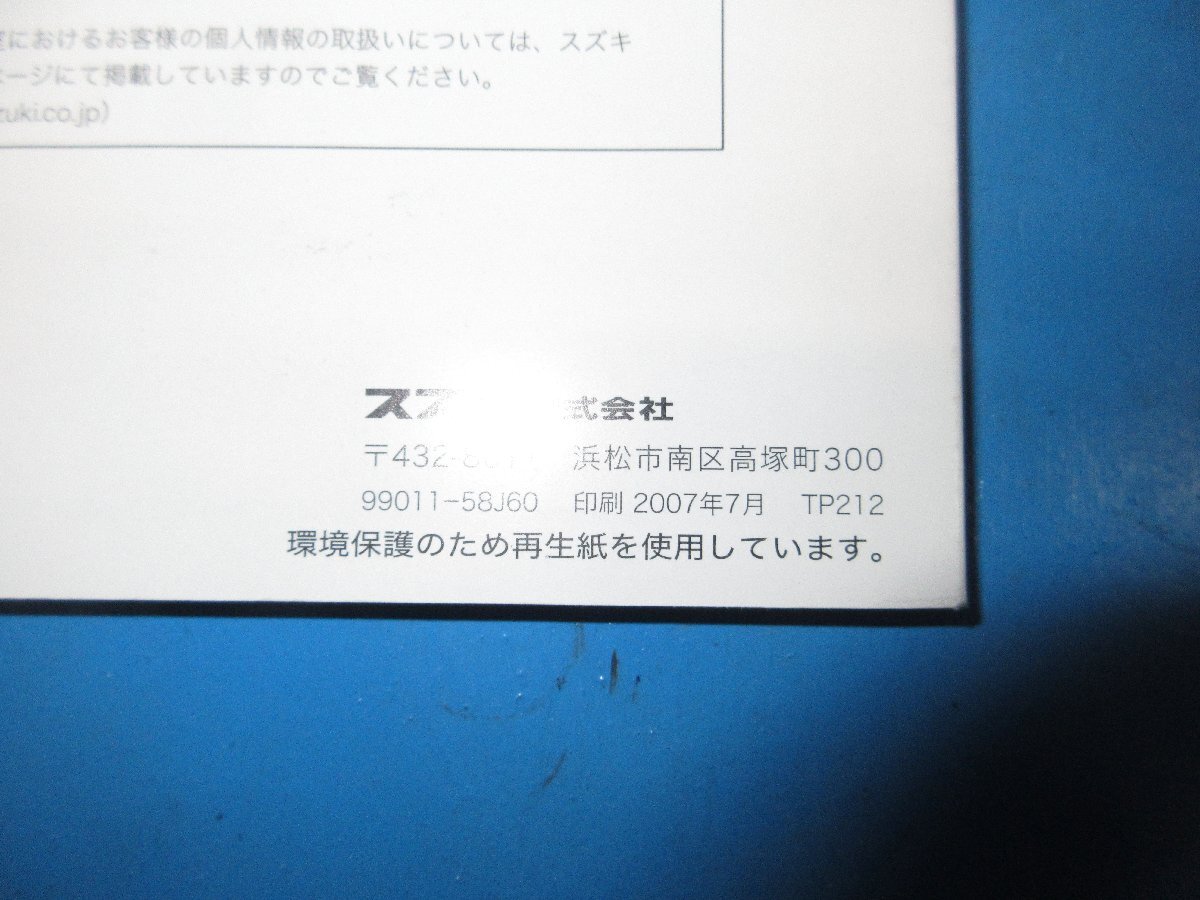 におけるお客様の個人情報の取扱いについては、スズキ
ージにて掲載していますのでご覧ください。
zuki.co.jp)
スズ 式会社
〒432-8 浜松市南区高塚町300
99011-58J60 印刷 2007年7月 TP212
環境保護のため再生紙を使用しています。